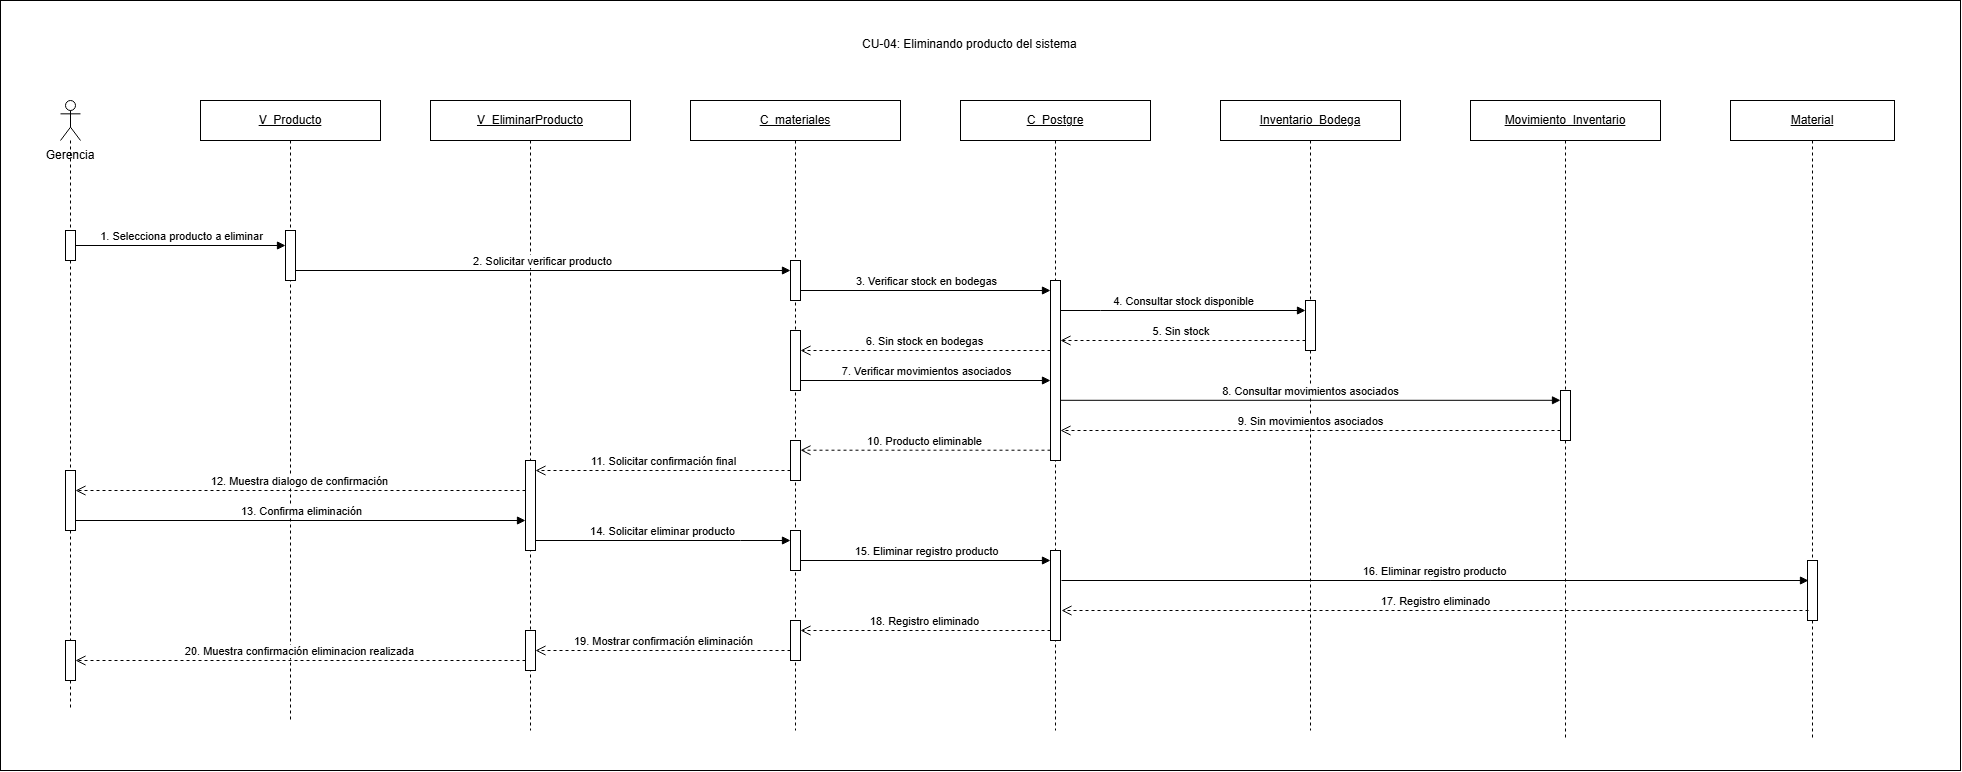 CU-04: Eliminando producto del sistema
Gerencia
V_Producto
V_EliminarProducto
C_materiales
C_Postgre
Inventario_Bodega
Movimiento_Inventario
Material
1. Selecciona producto a eliminar
2. Solicitar verificar producto
3. Verificar stock en bodegas
4. Consultar stock disponible
5. Sin stock
6. Sin stock en bodegas
7. Verificar movimientos asociados
8. Consultar movimientos asociados
9. Sin movimientos asociados
10. Producto eliminable
11. Solicitar confirmación final
12. Muestra dialogo de confirmación
13. Confirma eliminación
14. Solicitar eliminar producto
15. Eliminar registro producto
16. Eliminar registro producto
17. Registro eliminado
18. Registro eliminado
19. Mostrar confirmación eliminación
20. Muestra confirmación eliminacion realizada